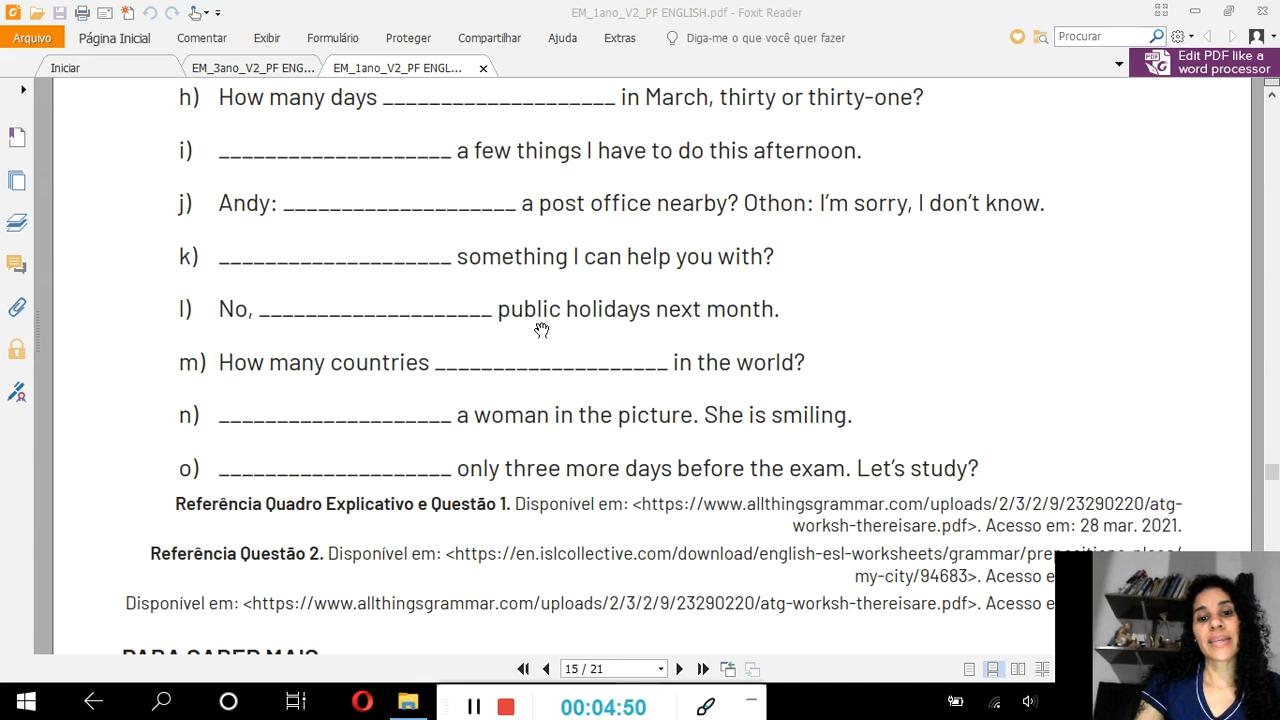 EM_1ano_V2_PF ENGLISH.pdf - Foxit Reader
Arquivo Página Inicial Comentar Exibir Formulário Proteger Compartilhar Ajuda Extras Diga-me o que você quer fazer Procurar
Iniciar EM_3ano_V2_PF ENG... EM_1ano_V2_PF ENGL... Edit PDF like a
word processor
h) How many days ____________________ in March, thirty or thirty-one?
i) ____________________ a few things I have to do this afternoon.
j) Andy: ____________________ a post office nearby? Othon: I'm sorry, I don't know.
k) ____________________ something I can help you with?
l) No, ____________________ public holidays next month.
m) How many countries ____________________ in the world?
n) ____________________ a woman in the picture. She is smiling.
o) ____________________ only three more days before the exam. Let's study?
Referência Quadro Explicativo e Questão 1. Disponível em: <https://www.allthingsgrammar.com/uploads/2/3/2/9/23290220/atg-
worksh-thereisare.pdf>. Acesso em: 28 mar. 2021.
Referência Questão 2. Disponível em: <https://en.islcollective.com/download/english-esl-worksheets/grammar/prepositions-place/
my-city/94683>. Acesso e
Disponível em: <https://www.allthingsgrammar.com/uploads/2/3/2/9/23290220/atg-worksh-thereisare.pdf>. Acesso e
PARA SABER MAIS
15 / 21
00:04:50